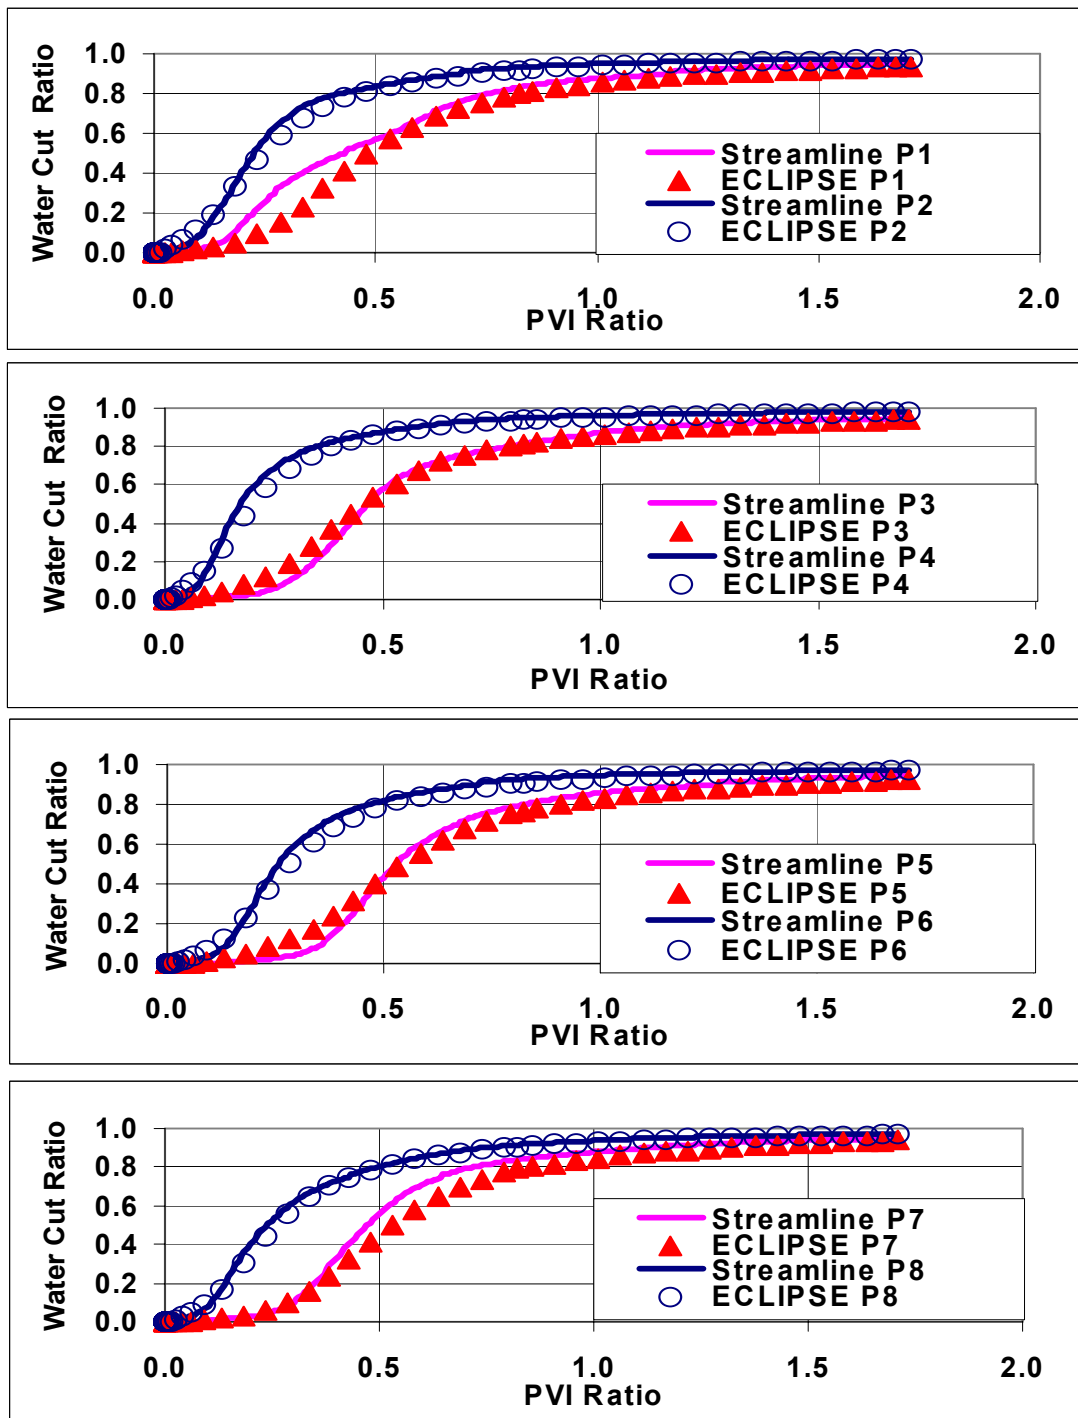 Water Cut Ratio
1.0
0.8
0.6
0.4
0.2
0.0
Streamline P1
ECLIPSE P1
Streamline P2
ECLIPSE P2
0.0 0.5 1.0 1.5 2.0
PVI Ratio
Water Cut Ratio
1.0
0.8
0.6
0.4
0.2
0.0
Streamline P3
ECLIPSE P3
Streamline P4
ECLIPSE P4
0.0 0.5 1.0 1.5 2.0
PVI Ratio
Water Cut Ratio
1.0
0.8
0.6
0.4
0.2
0.0
Streamline P5
ECLIPSE P5
Streamline P6
ECLIPSE P6
0.0 0.5 1.0 1.5 2.0
PVI Ratio
Water Cut Ratio
1.0
0.8
0.6
0.4
0.2
0.0
Streamline P7
ECLIPSE P7
Streamline P8
ECLIPSE P8
0.0 0.5 1.0 1.5 2.0
PVI Ratio